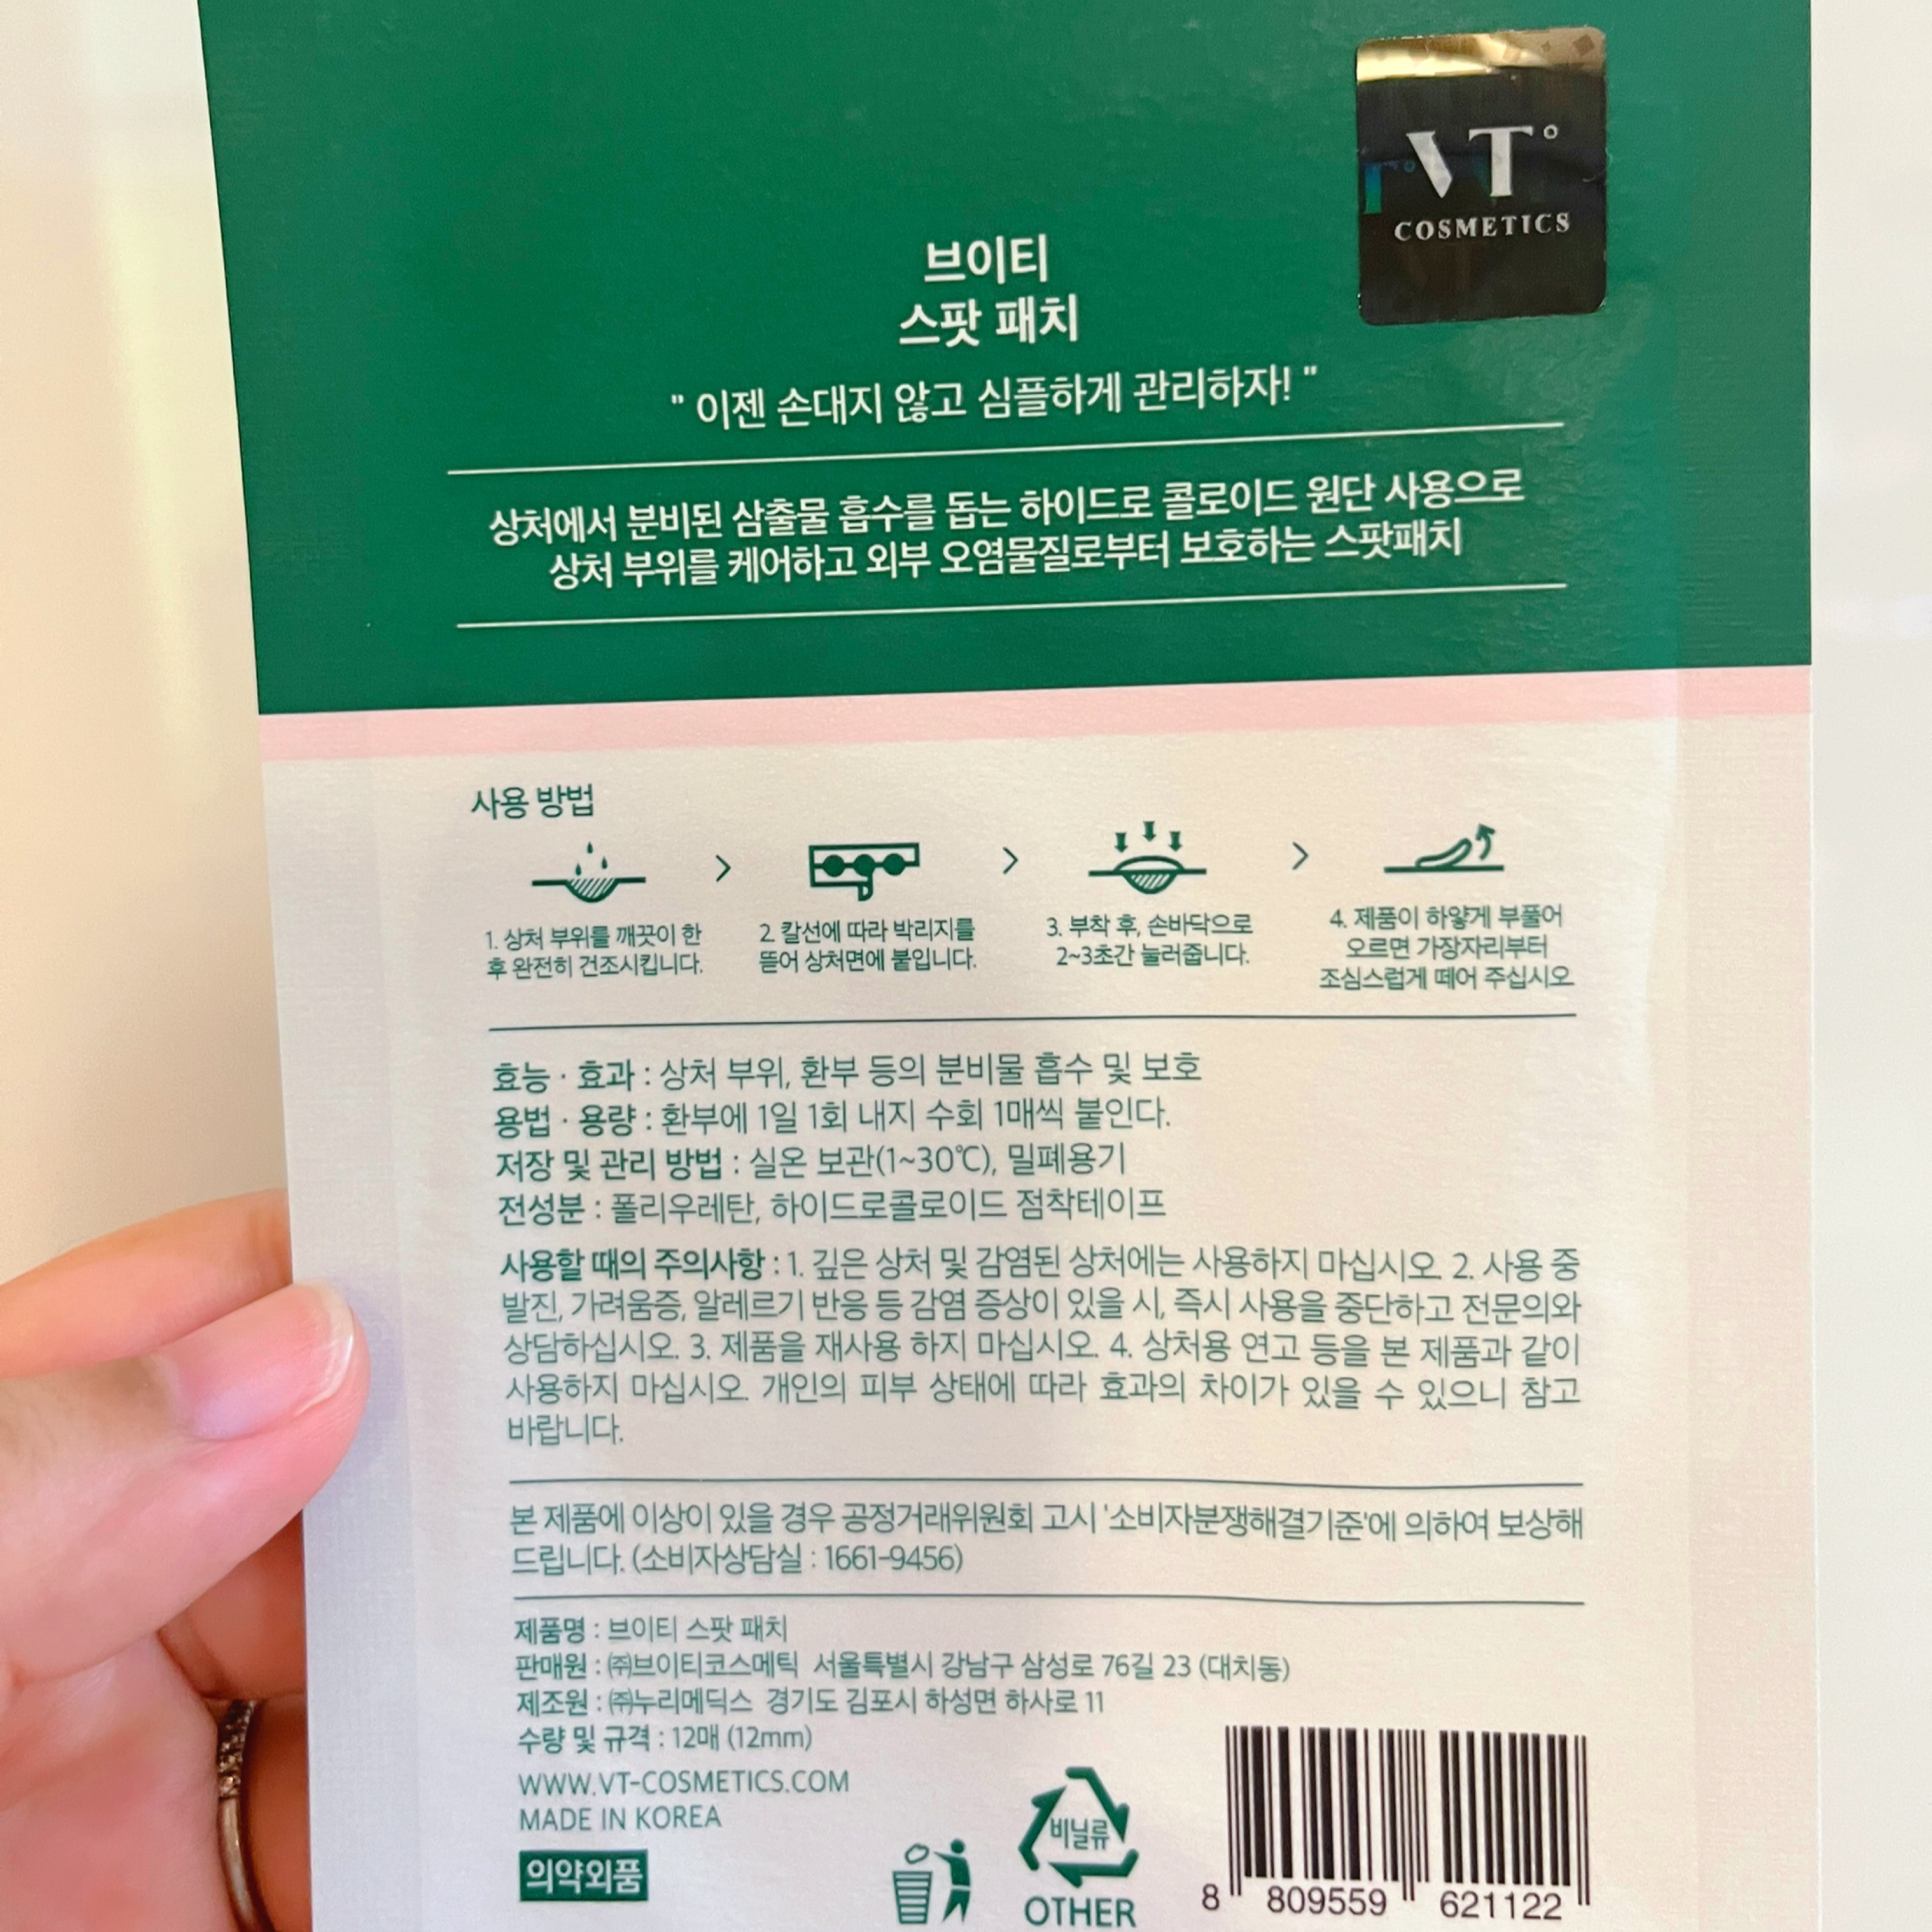 VT°
COSMETICS
브이티
스팟 패치
" 이젠 손대지 않고 심플하게 관리하자! "
상처에서 분비된 삼출물 흡수를 돕는 하이드로 콜로이드 원단 사용으로
상처 부위를 케어하고 외부 오염물질로부터 보호하는 스팟패치
사용 방법
1. 상처 부위를 깨끗이 한
후 완전히 건조시킵니다.
2. 칼선에 따라 박리지를
뜯어 상처면에 붙입니다.
3. 부착 후, 손바닥으로
2~3초간 눌러줍니다.
4. 제품이 하얗게 부풀어
오르면 가장자리부터
조심스럽게 떼어 주십시오
효능 · 효과 : 상처 부위, 환부 등의 분비물 흡수 및 보호
용법 · 용량 : 환부에 1일 1회 내지 수회 1매씩 붙인다.
저장 및 관리 방법 : 실온 보관(1~30℃), 밀폐용기
전성분 : 폴리우레탄, 하이드로콜로이드 점착테이프
사용할 때의 주의사항 : 1. 깊은 상처 및 감염된 상처에는 사용하지 마십시오. 2. 사용 중
발진, 가려움증, 알레르기 반응 등 감염 증상이 있을 시, 즉시 사용을 중단하고 전문의와
상담하십시오. 3. 제품을 재사용 하지 마십시오. 4. 상처용 연고 등을 본 제품과 같이
사용하지 마십시오. 개인의 피부 상태에 따라 효과의 차이가 있을 수 있으니 참고
바랍니다.
본 제품에 이상이 있을 경우 공정거래위원회 고시 '소비자분쟁해결기준'에 의하여 보상해
드립니다. (소비자상담실 : 1661-9456)
제품명 : 브이티 스팟 패치
판매원 : ㈜브이티코스메틱 서울특별시 강남구 삼성로 76길 23 (대치동)
제조원 : ㈜누리메딕스 경기도 김포시 하성면 하사로 11
수량 및 규격 : 12매 (12mm)
WWW.VT-COSMETICS.COM
MADE IN KOREA
의약외품
비닐류
OTHER
8 809559 621122